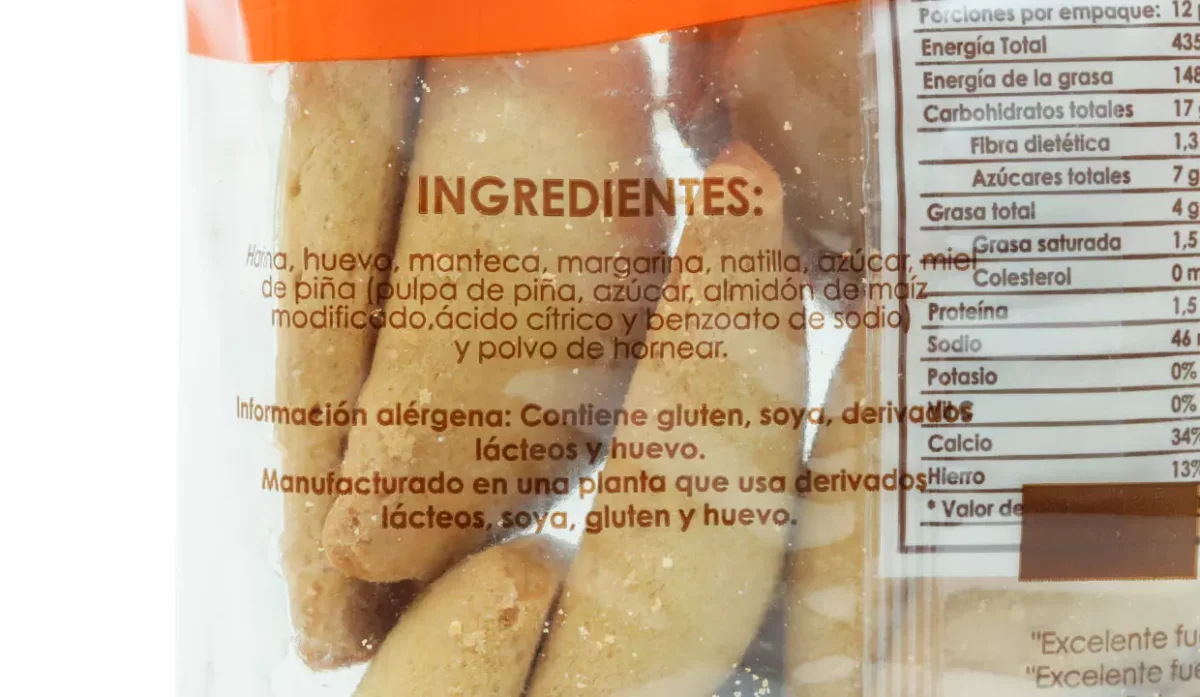 INGREDIENTES:
Harina, huevo, manteca, margarina, natilla, azúcar, miel
de piña (pulpa de piña, azúcar, almidón de maíz
modificado,ácido cítrico y benzoato de sodio)
y polvo de hornear.
Información alérgena: Contiene gluten, soya, derivados
lácteos y huevo.
Manufacturado en una planta que usa derivados
lácteos, soya, gluten y huevo.
Porciones por empaque: 12
Energía Total 435
Energía de la grasa 148
Carbohidratos totales 17
Fibra dietética 1,3
Azúcares totales 7 g
Grasa total 4 g
Grasa saturada 1,5
Colesterol 0
Proteína 1,5
Sodio 46
Potasio 0%
0%
Calcio 34%
Hierro 13%
* Valor de
"Excelente
"Excelente